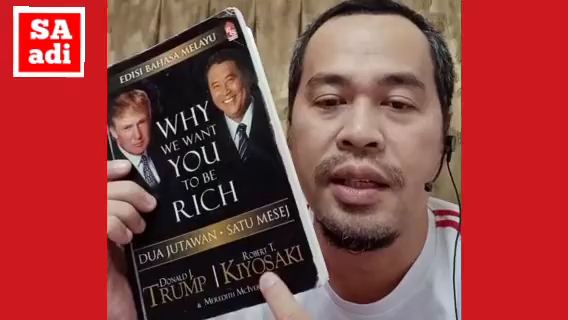 SA
adi
EDISI BAHASA MELAYU
WHY
WE WANT
YOU
TO BE
RICH
DUA JUTAWAN • SATU MESEJ
DONALD J.
TRUMP
ROBERT T.
KIYOSAKI
& MEREDITH